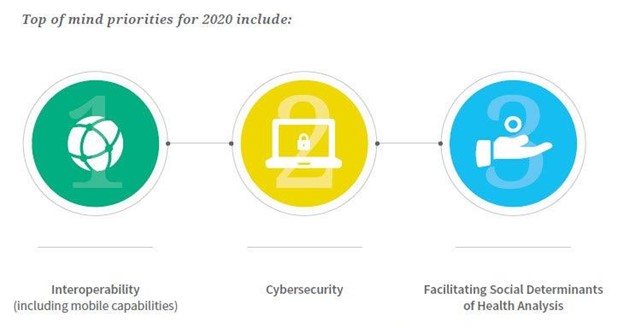 Top of mind priorities for 2020 include:
1
2
3
Interoperability
(including mobile capabilities)
Cybersecurity
Facilitating Social Determinants
of Health Analysis